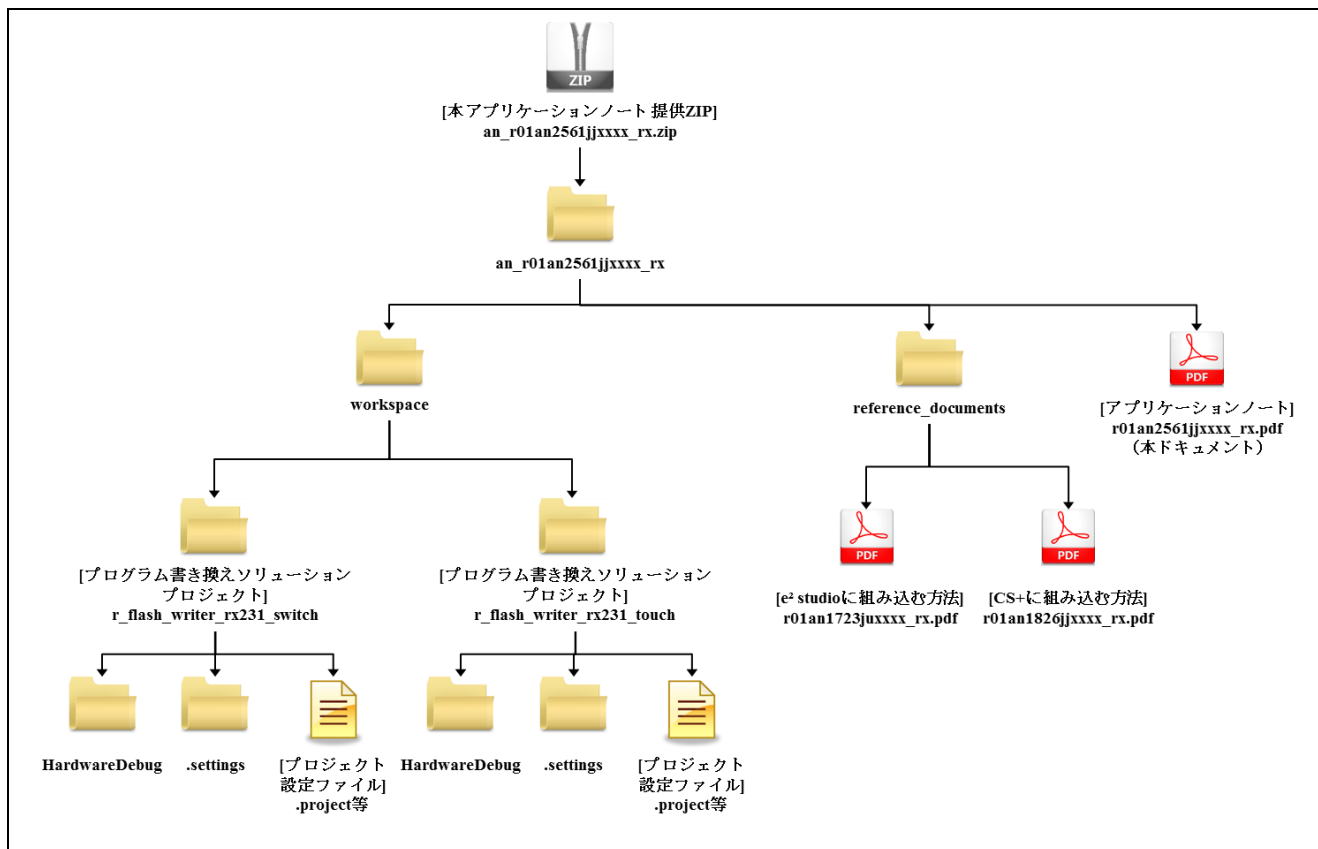 ZIP
[本アプリケーションノート 提供ZIP]
an_r01an2561jjxxxx_rx.zip
an_r01an2561jjxxxx_rx
workspace
reference_documents
PDF
[アプリケーションノート]
r01an2561jjxxxx_rx.pdf
（本ドキュメント）
[プログラム書き換えソリューション
プロジェクト]
r_flash_writer_rx231_switch
[プログラム書き換えソリューション
プロジェクト]
r_flash_writer_rx231_touch
PDF
[e² studioに組み込む方法]
r01an1723juxxxx_rx.pdf
PDF
[CS+に組み込む方法]
r01an1826jjxxxx_rx.pdf
HardwareDebug
.settings
[プロジェクト
設定ファイル]
.project等
HardwareDebug
.settings
[プロジェクト
設定ファイル]
.project等